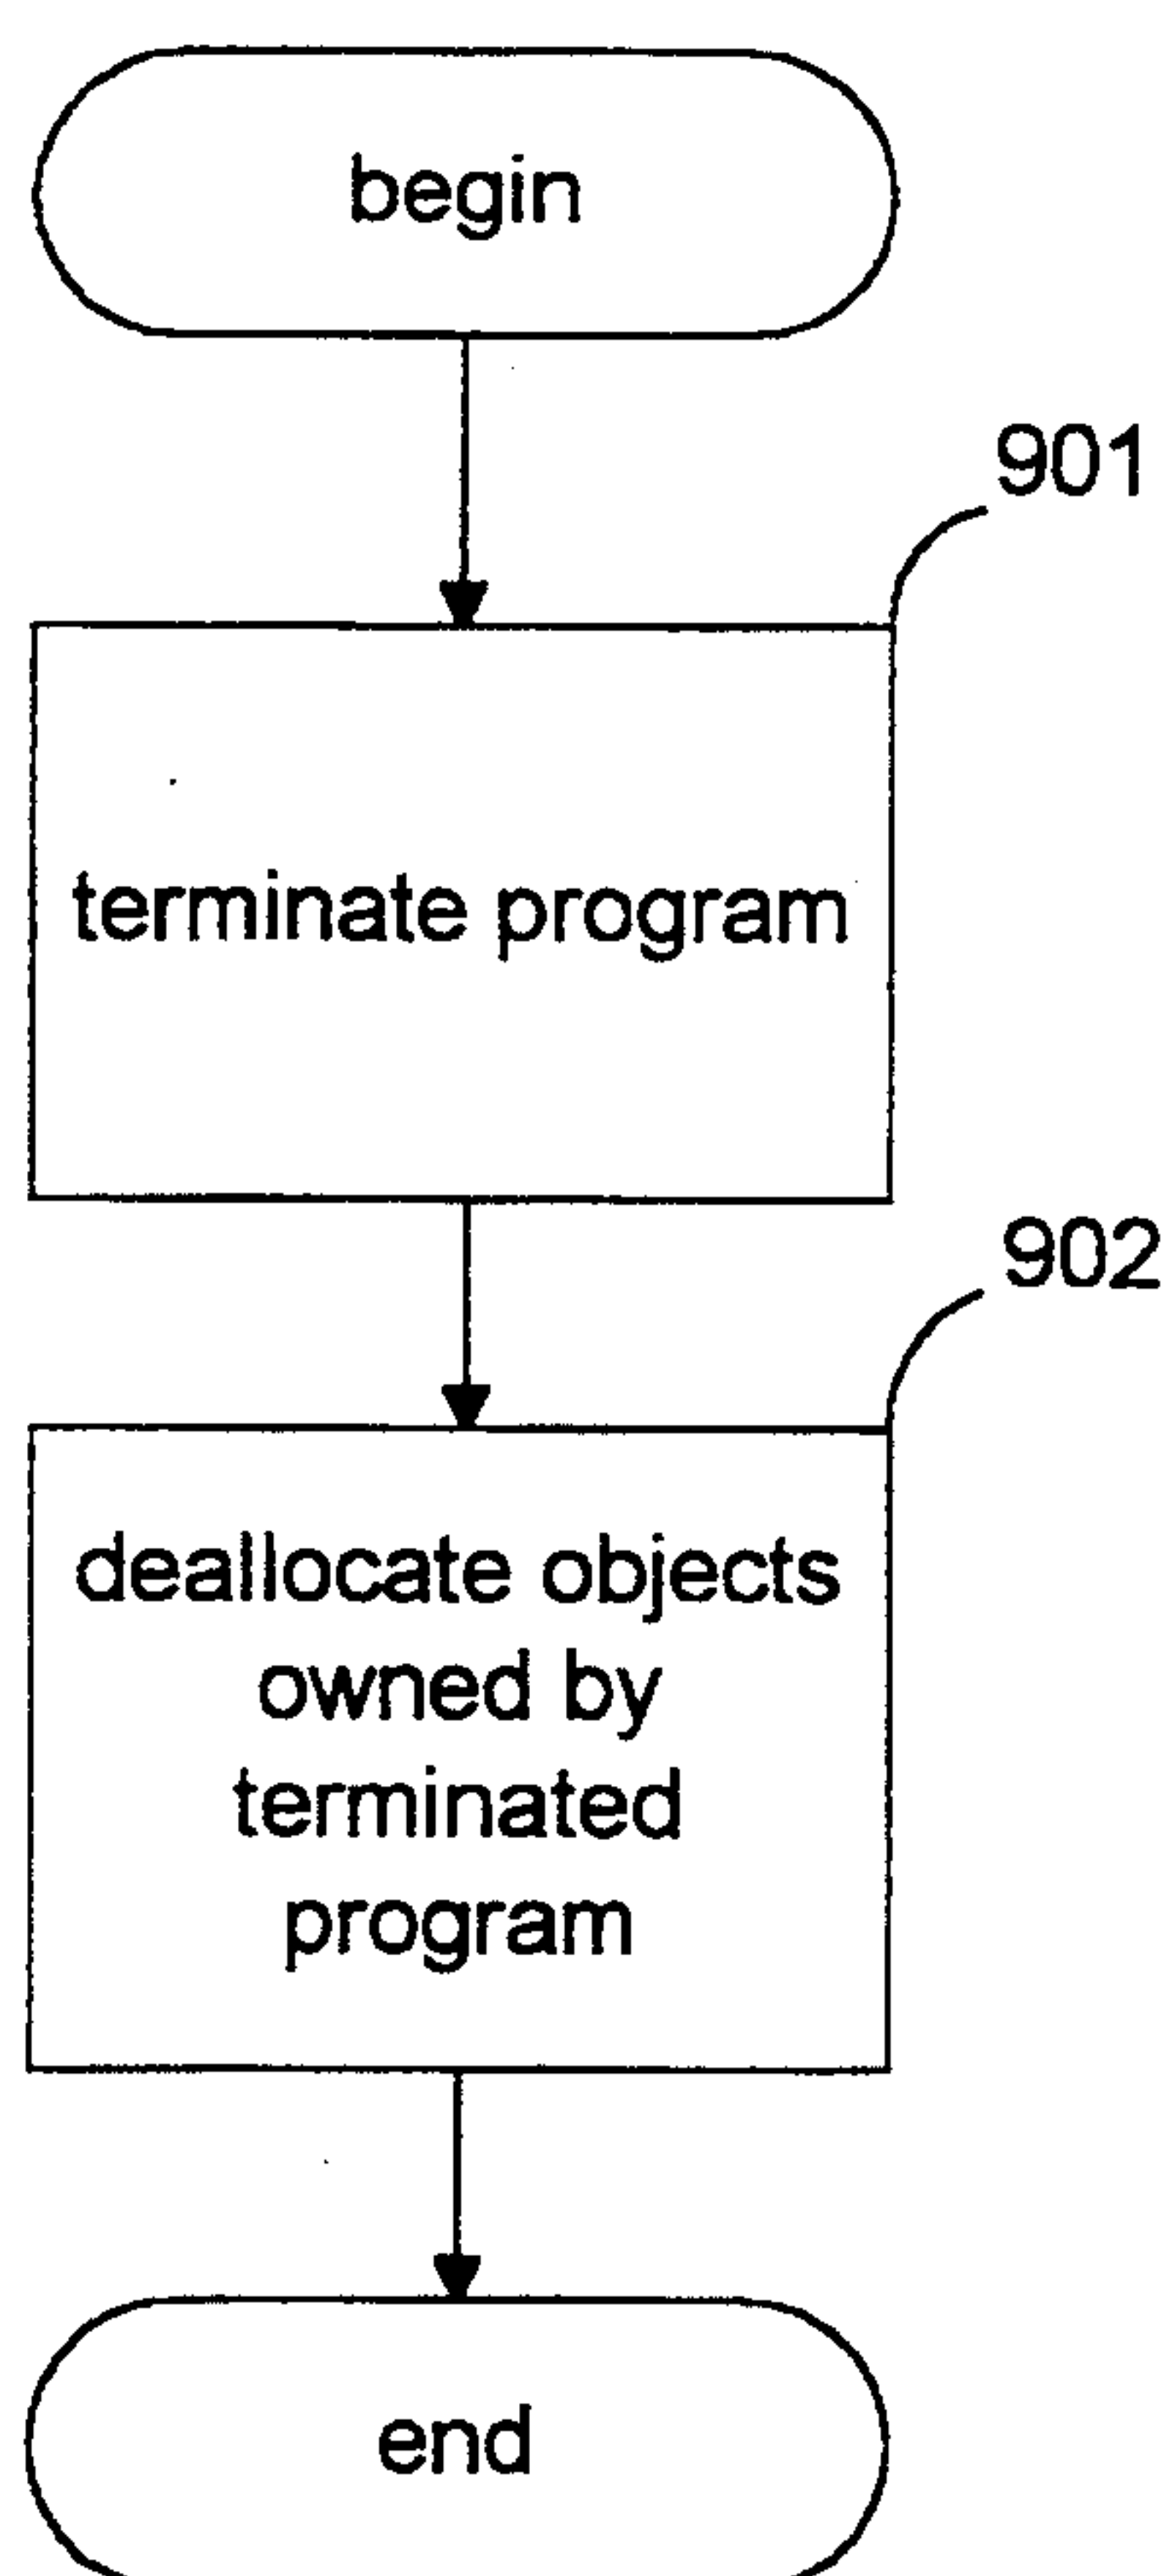 begin
901
terminate program
902
deallocate objects
owned by
terminated
program
end